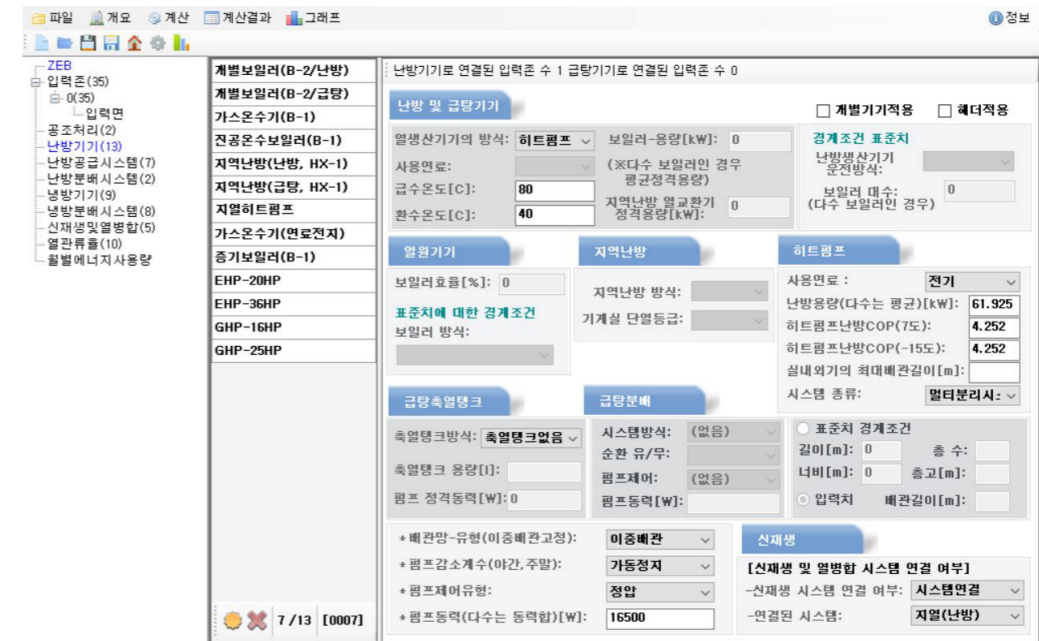 파일 개요 계산 계산결과 그래프 정보
ZEB
입력존(35)
0(35)
입력면
공조처리(2)
난방기기(13)
난방공급시스템(7)
난방분배시스템(2)
냉방기기(9)
냉방분배시스템(8)
신재생및열병합(5)
열관류율(10)
월별에너지사용량
개별보일러(B-2/난방)
개별보일러(B-2/급탕)
가스온수기(B-1)
진공온수보일러(B-1)
지역난방(난방, HX-1)
지역난방(급탕, HX-1)
지열히트펌프
가스온수기(연료전지)
증기보일러(B-1)
EHP-20HP
EHP-36HP
GHP-16HP
GHP-25HP
7 /13 [0007]
난방기기로 연결된 입력존 수 1 급탕기기로 연결된 입력존 수 0
난방 및 급탕기기
개별기기적용 헤더적용
열생산기기의 방식: 히트펌프
사용연료:
급수온도[C]: 80
환수온도[C]: 40
보일러-용량[kW]: 0
(※다수 보일러인 경우
평균정격용량)
지역난방 열교환기
정격용량[kW]: 0
경계조건 표준치
난방생산기기
운전방식:
보일러 대수: 0
(다수 보일러인 경우)
열원기기
보일러효율[%]: 0
표준치에 대한 경계조건
보일러 방식:
지역난방
지역난방 방식:
기계실 단열등급:
히트펌프
사용연료 : 전기
난방용량(다수는 평균)[kW]: 61.925
히트펌프난방COP(7도): 4.252
히트펌프난방COP(-15도): 4.252
실내외기의 최대배관길이[m]:
시스템 종류: 멀티분리시
급탕축열탱크
축열탱크방식: 축열탱크없음
축열탱크 용량[l]:
펌프 정격동력[W]: 0
급탕분배
시스템방식: (없음)
순환 유/무:
펌프제어: (없음)
펌프동력[W]:
표준치 경계조건
길이[m]: 0 층 수:
너비[m]: 0 층고[m]:
입력치 배관길이[m]:
*배관망-유형(이중배관고정): 이중배관
*펌프감소계수(야간,주말): 가동정지
*펌프제어유형: 정압
*펌프동력(다수는 동력합)[W]: 16500
신재생
[신재생 및 열병합 시스템 연결 여부]
-신재생 시스템 연결 여부: 시스템연결
-연결된 시스템: 지열(난방)